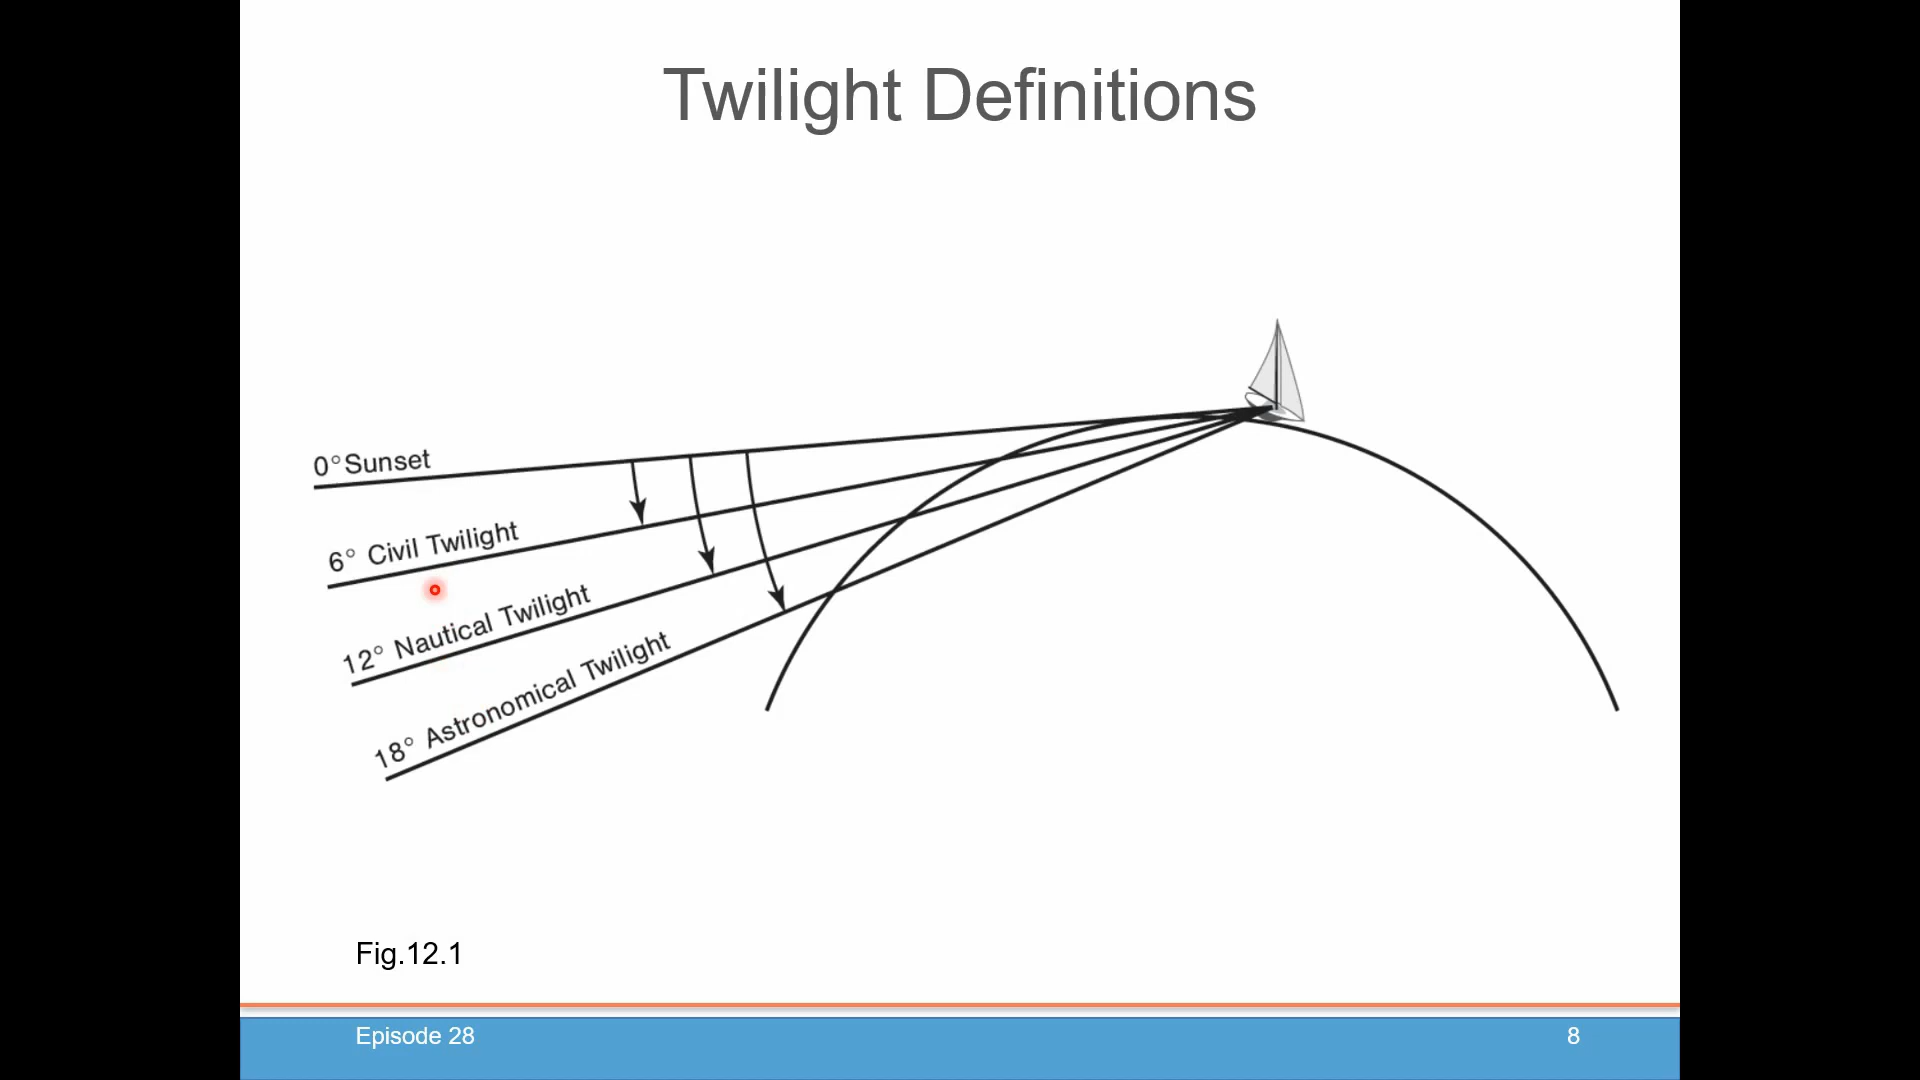 Twilight Definitions
0° Sunset
6° Civil Twilight
12° Nautical Twilight
18° Astronomical Twilight
Fig.12.1
Episode 28
8